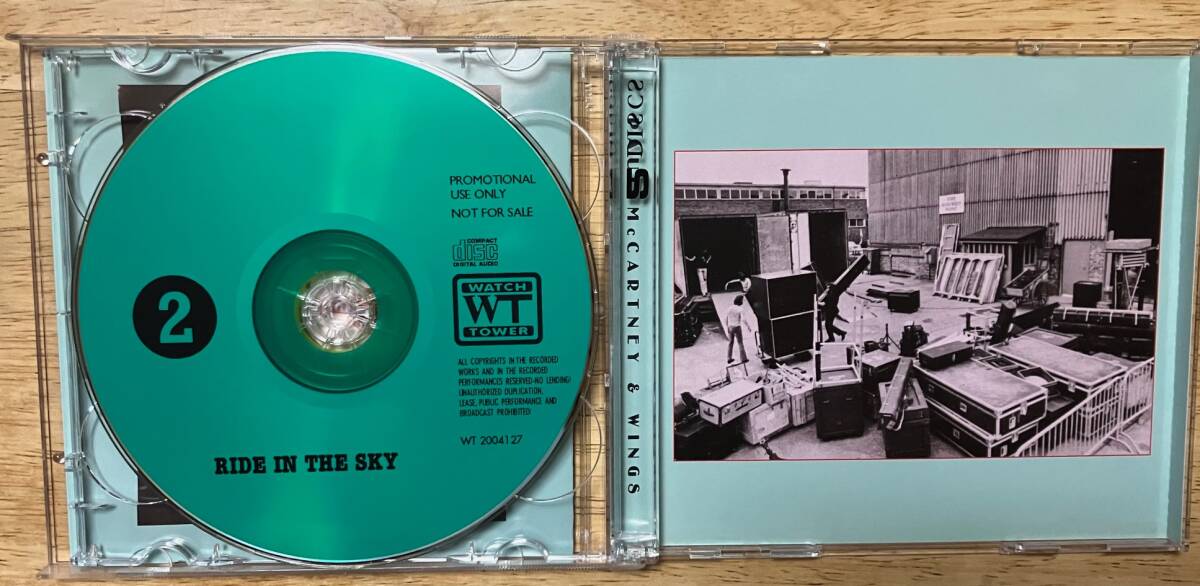 PROMOTIONAL
USE ONLY
NOT FOR SALE
COMPACT
disc
DIGITAL AUDIO
WATCH
WT
TOWER
2
ALL COPYRIGHTS IN THE RECORDED
WORKS AND IN THE RECORDED
PERFORMANCES RESERVED-NO LENDING!
UNAUTHORIZED DUPLICATION,
LEASE, PUBLIC PERFORMANCE AND
BROADCAST PROHIBITED
WT 2004127
RIDE IN THE SKY
McCARTNEY & WINGS